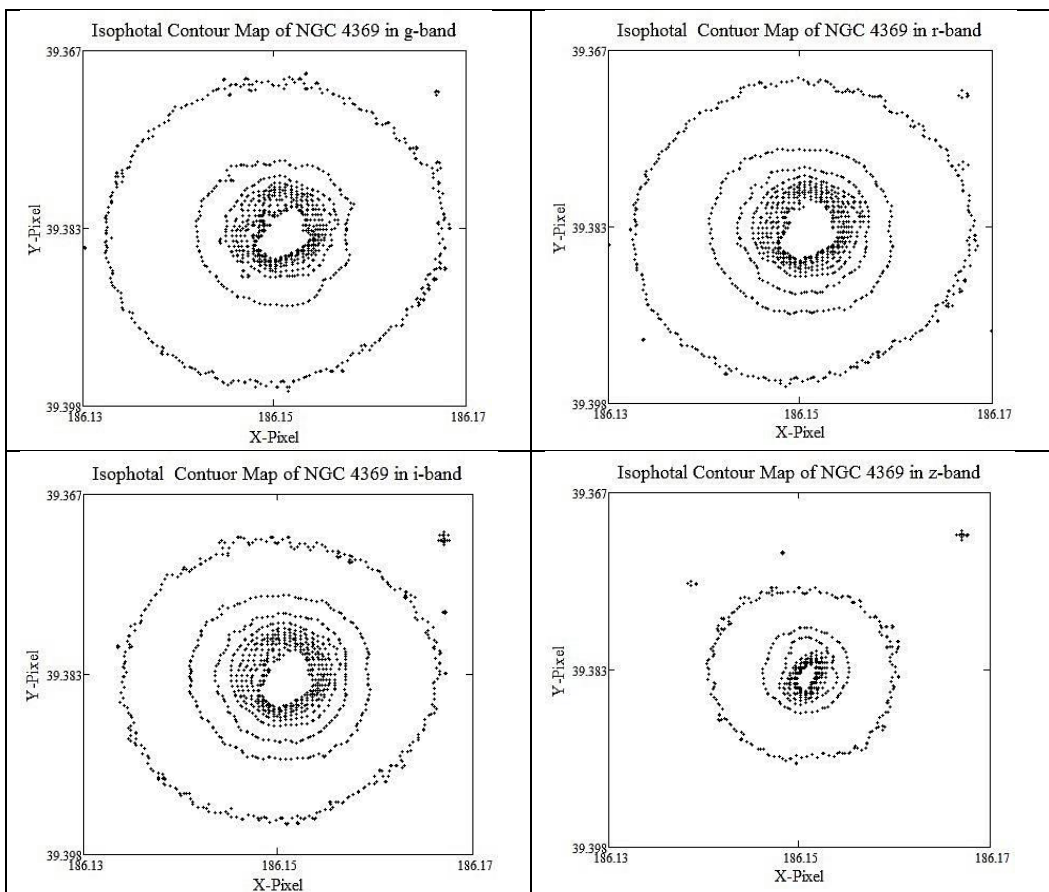 Isophotal Contour Map of NGC 4369 in g-band
39.367
39.383
39.398
Y-Pixel
186.13
186.15
186.17
X-Pixel
Isophotal Contuor Map of NGC 4369 in r-band
39.367
39.383
39.398
Y-Pixel
186.13
186.15
186.17
X-Pixel
Isophotal Contuor Map of NGC 4369 in i-band
39.367
39.383
39.398
Y-Pixel
186.13
186.15
186.17
X-Pixel
Isophotal Contour Map of NGC 4369 in z-band
39.367
39.383
39.398
Y-Pixel
186.13
186.15
186.17
X-Pixel